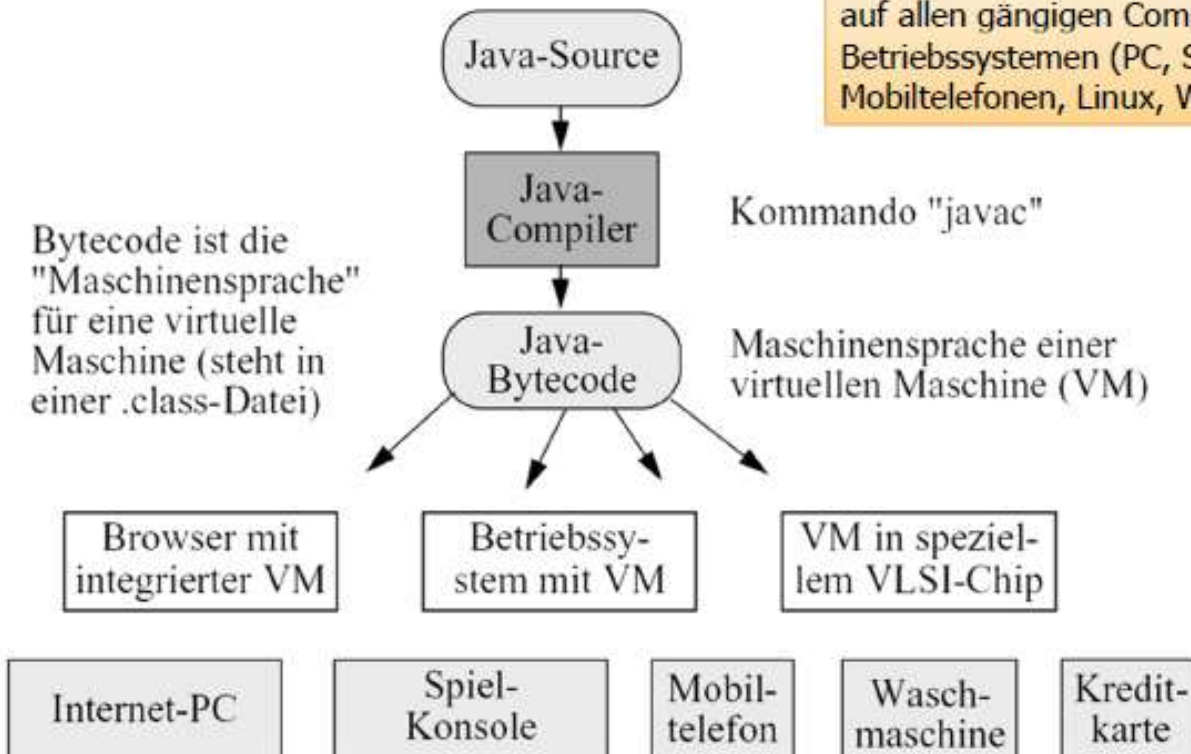 auf allen gängigen Com
Betriebssystemen (PC, S
Mobiltelefonen, Linux, W
Java-Source
Java-
Compiler
Kommando "javac"
Bytecode ist die
"Maschinensprache"
für eine virtuelle
Maschine (steht in
einer .class-Datei)
Java-
Bytecode
Maschinensprache einer
virtuellen Maschine (VM)
Browser mit
integrierter VM
Betriebssy-
stem mit VM
VM in speziel-
lem VLSI-Chip
Internet-PC
Spiel-
Konsole
Mobil-
telefon
Wasch-
maschine
Kredit-
karte